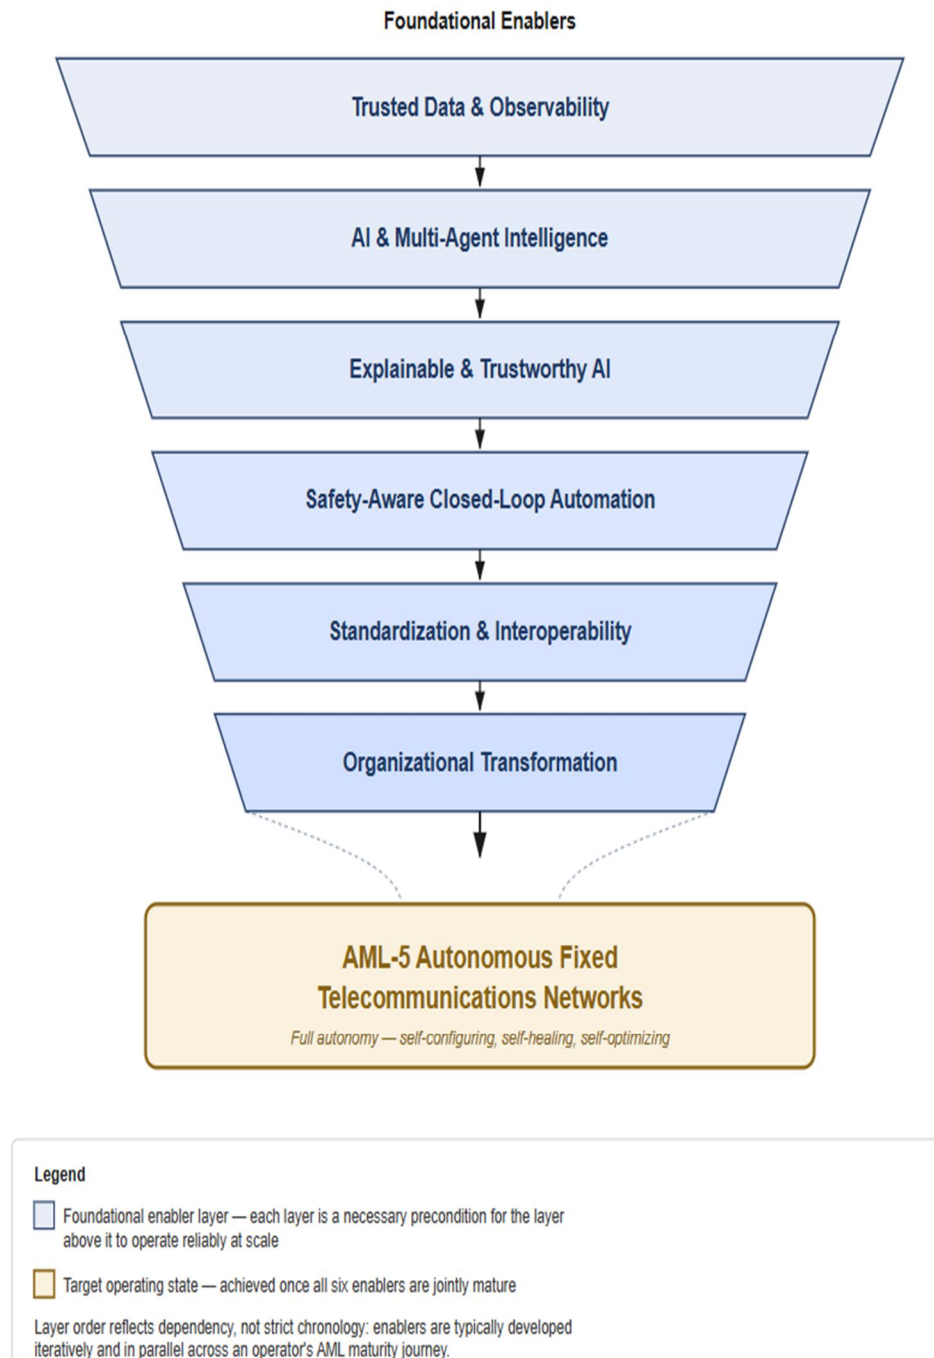 Foundational Enablers
Trusted Data & Observability
AI & Multi-Agent Intelligence
Explainable & Trustworthy AI
Safety-Aware Closed-Loop Automation
Standardization & Interoperability
Organizational Transformation
AML-5 Autonomous Fixed
Telecommunications Networks
Full autonomy — self-configuring, self-healing, self-optimizing
Legend
Foundational enabler layer — each layer is a necessary precondition for the layer
above it to operate reliably at scale
Target operating state — achieved once all six enablers are jointly mature
Layer order reflects dependency, not strict chronology: enablers are typically developed
iteratively and in parallel across an operator's AML maturity journey.